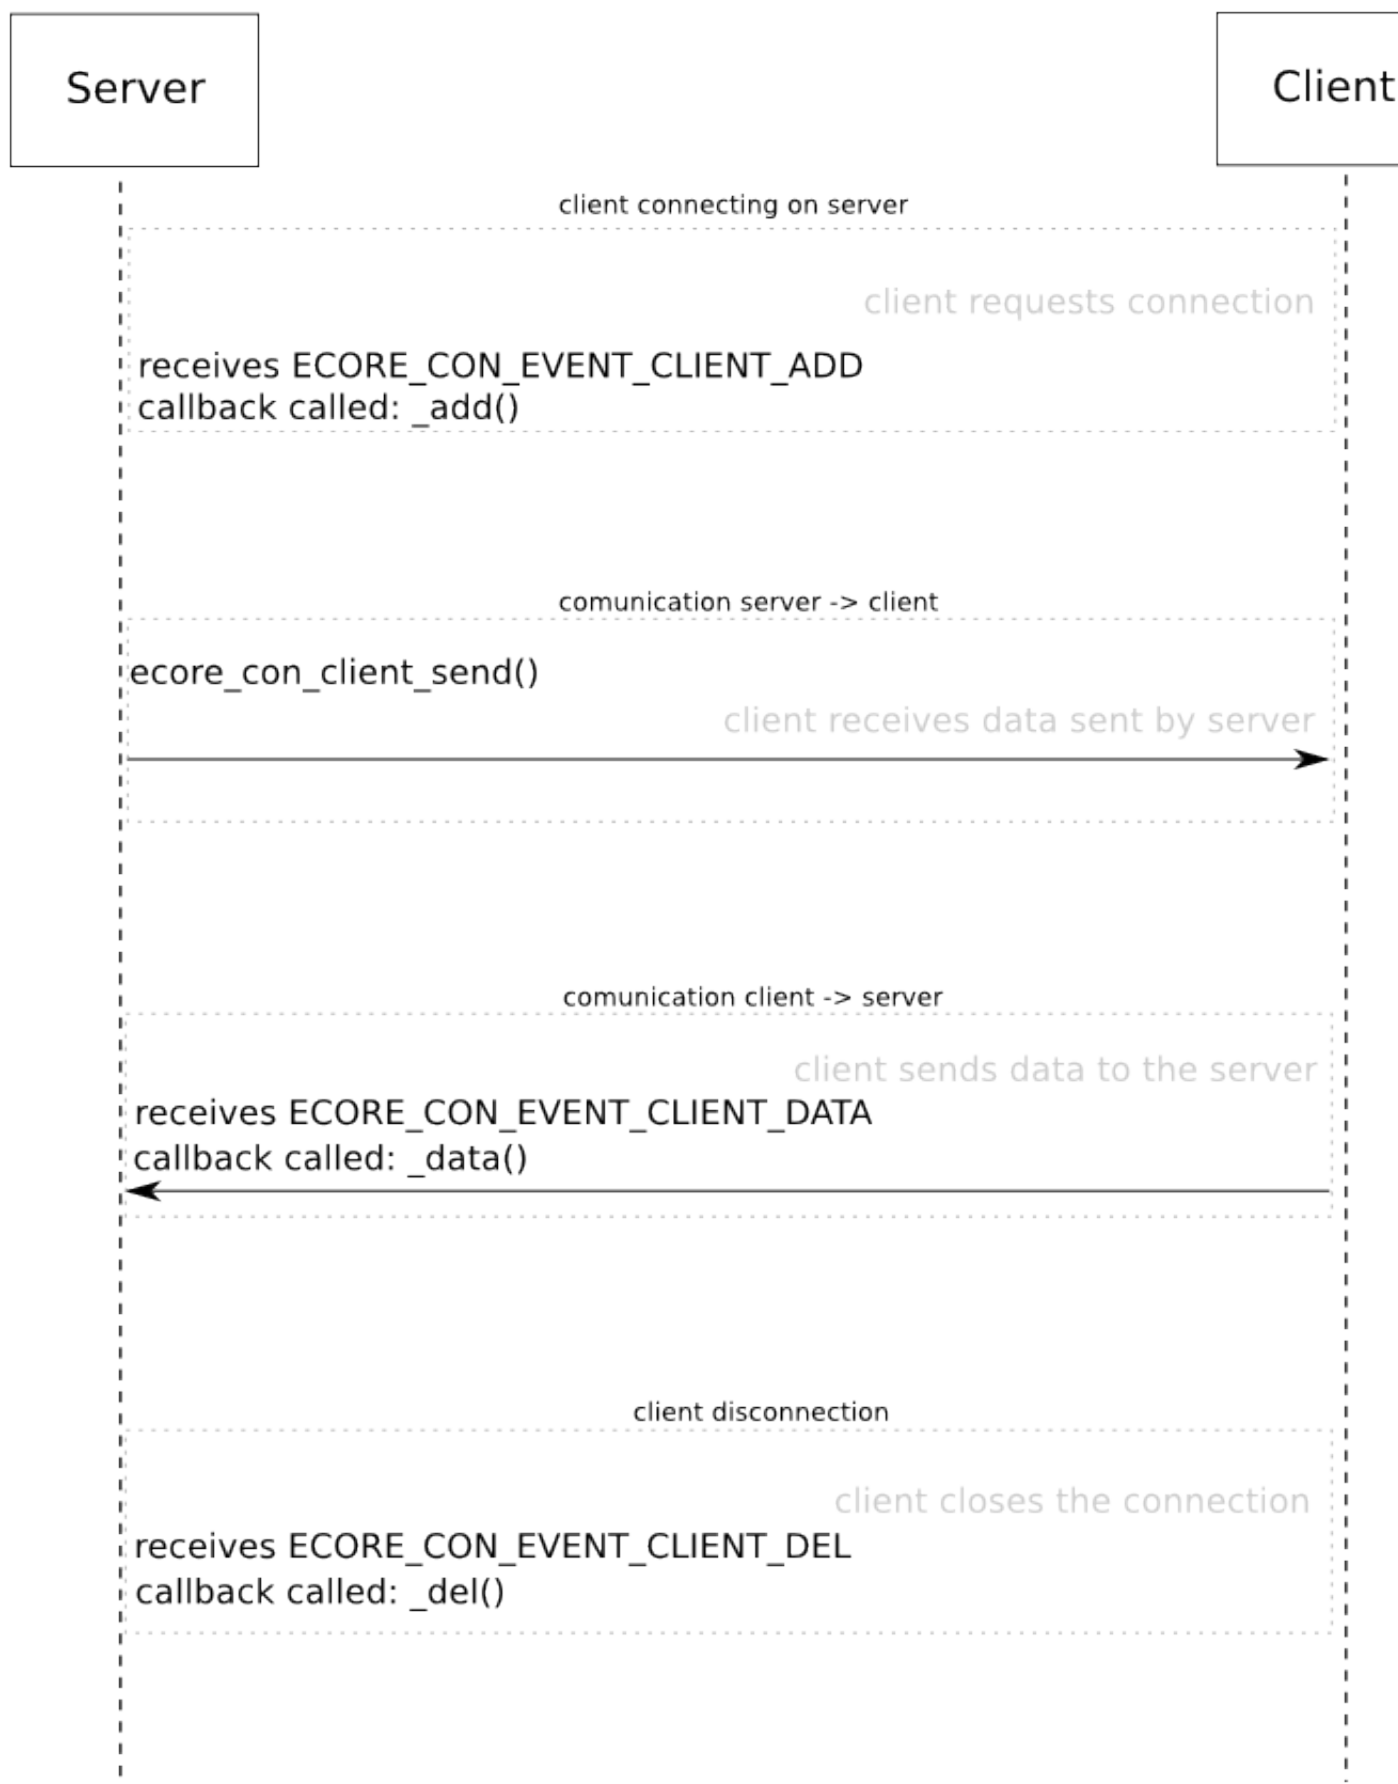 Server
Client
client connecting on server
client requests connection
receives ECORE_CON_EVENT_CLIENT_ADD
callback called: _add()
comunication server -> client
ecore_con_client_send()
client receives data sent by server
comunication client -> server
client sends data to the server
receives ECORE_CON_EVENT_CLIENT_DATA
callback called: _data()
client disconnection
client closes the connection
receives ECORE_CON_EVENT_CLIENT_DEL
callback called: _del()